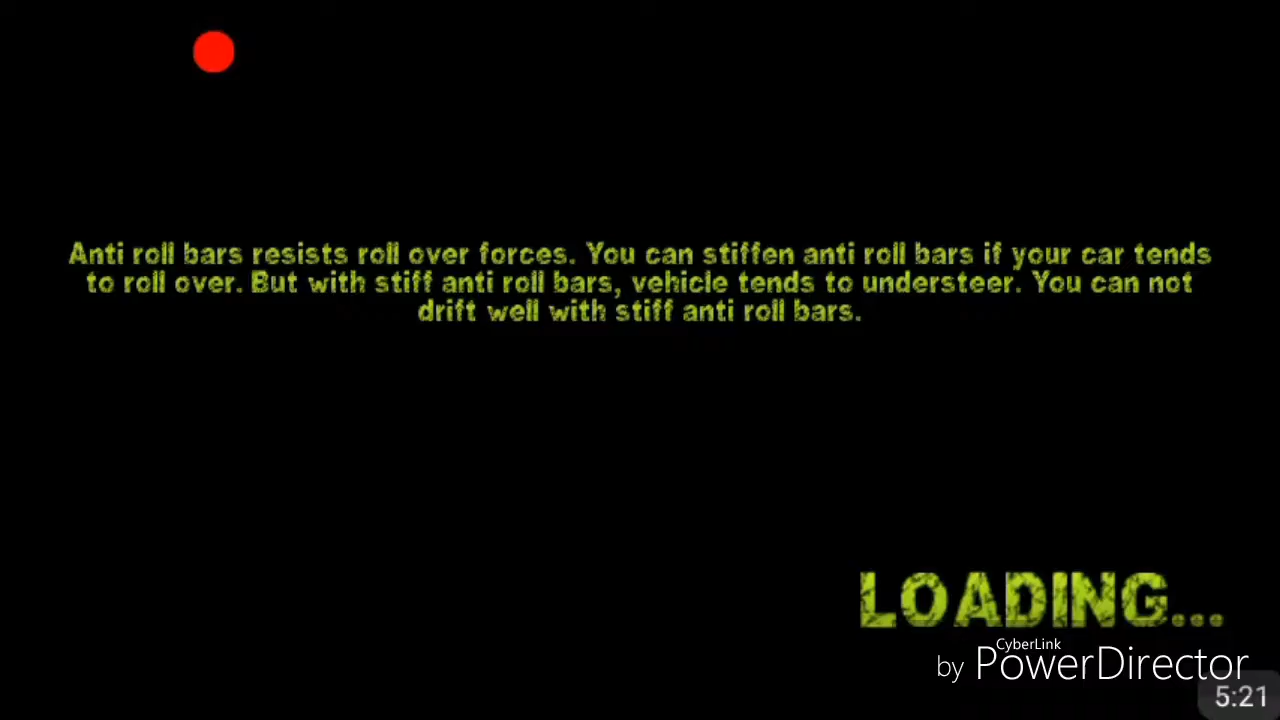 Anti roll bars resists roll over forces. You can stiffen anti roll bars if your car tends
to roll over. But with stiff anti roll bars, vehicle tends to understeer. You can not
drift well with stiff anti roll bars.
LOADING...
CyberLink
by PowerDirector
5:21